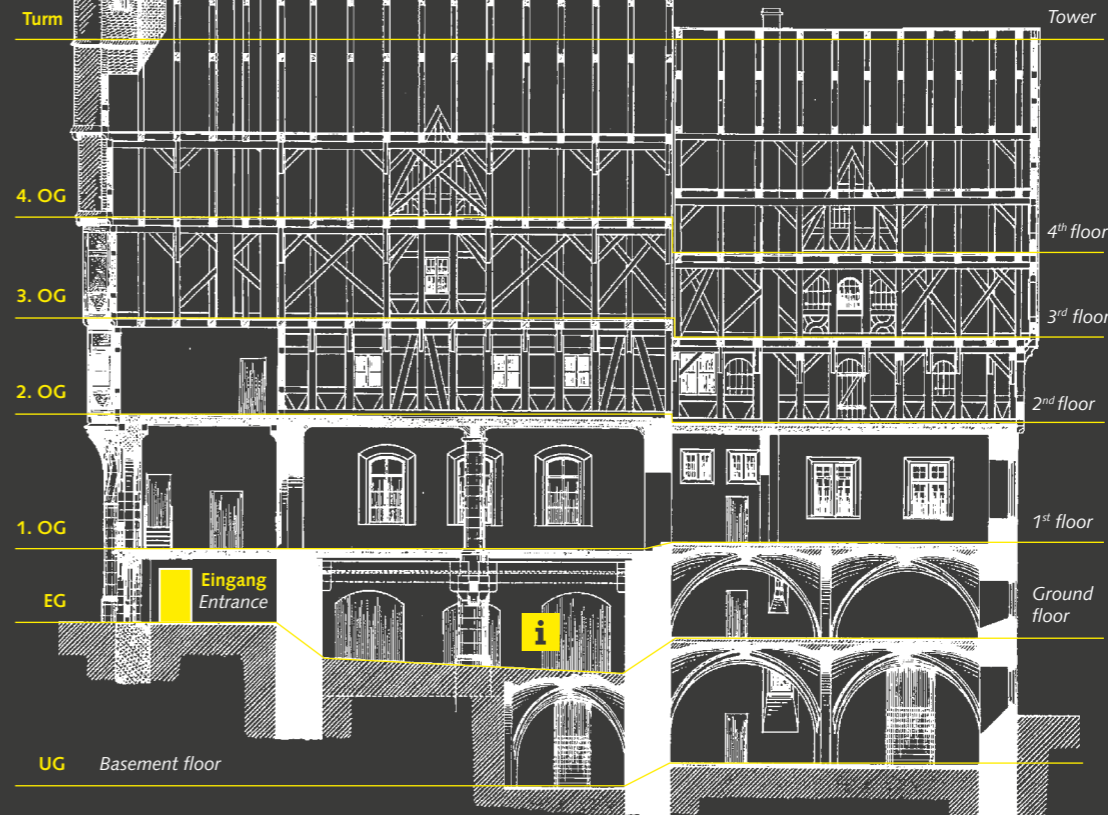 Turm
Tower
4. OG
4th floor
3. OG
3rd floor
2. OG
2nd floor
1. OG
1st floor
Eingang
Entrance
EG
Ground
floor
i
UG
Basement floor